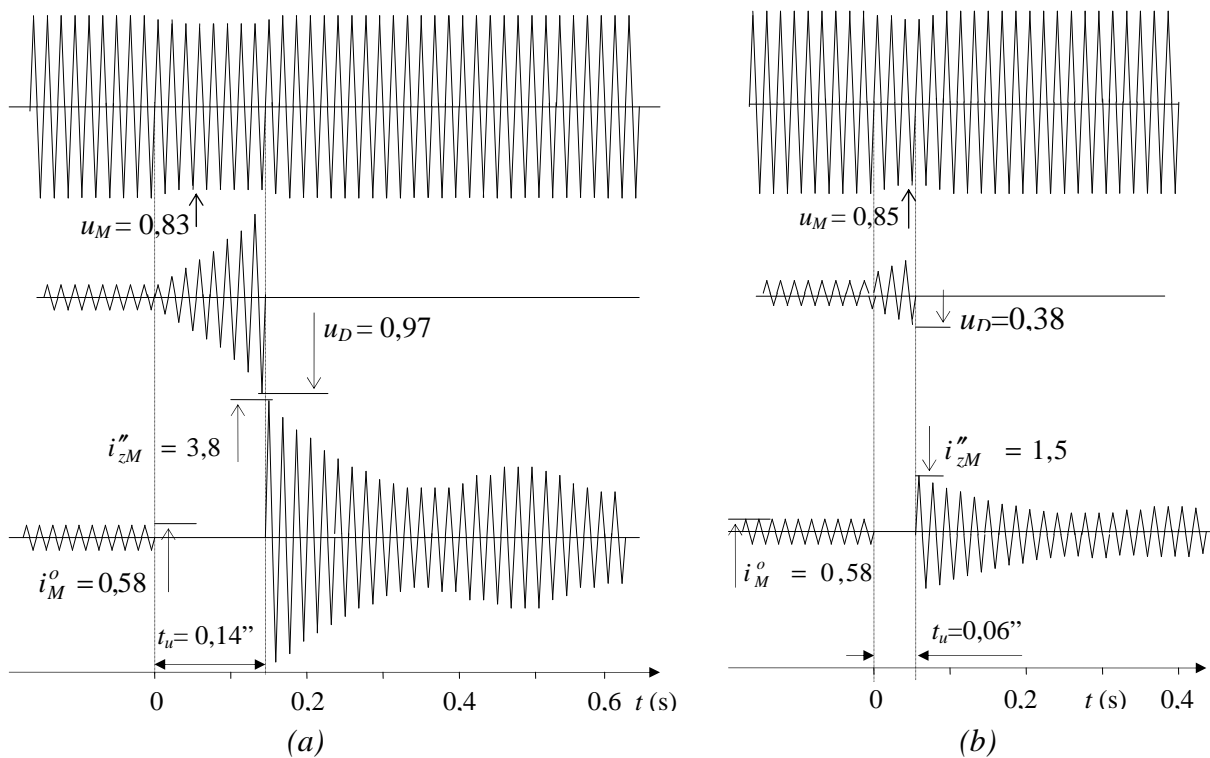 u_M = 0,83
u_D = 0,97
i″_zM = 3,8
i^o_M = 0,58
t_u = 0,14”
0 0,2 0,4 0,6 t (s)
(a)
u_M = 0,85
u_D=0,38
i″_zM = 1,5
i^o_M = 0,58
t_u=0,06”
0 0,2 t (s) 0,4
(b)